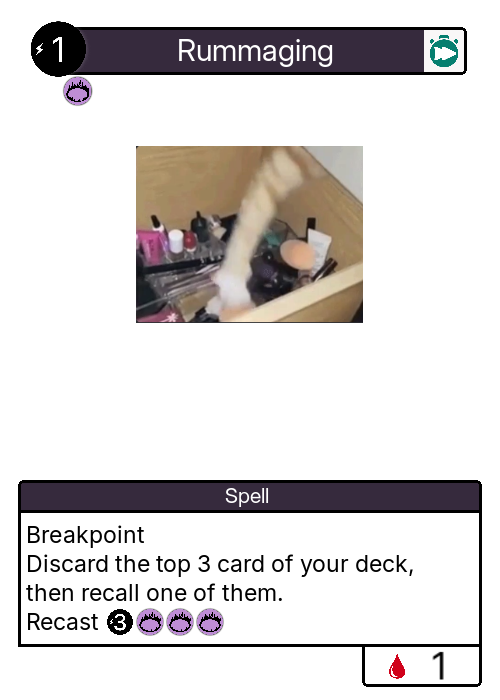 1 Rummaging
Spell
Breakpoint
Discard the top 3 card of your deck,
then recall one of them.
Recast 3
1